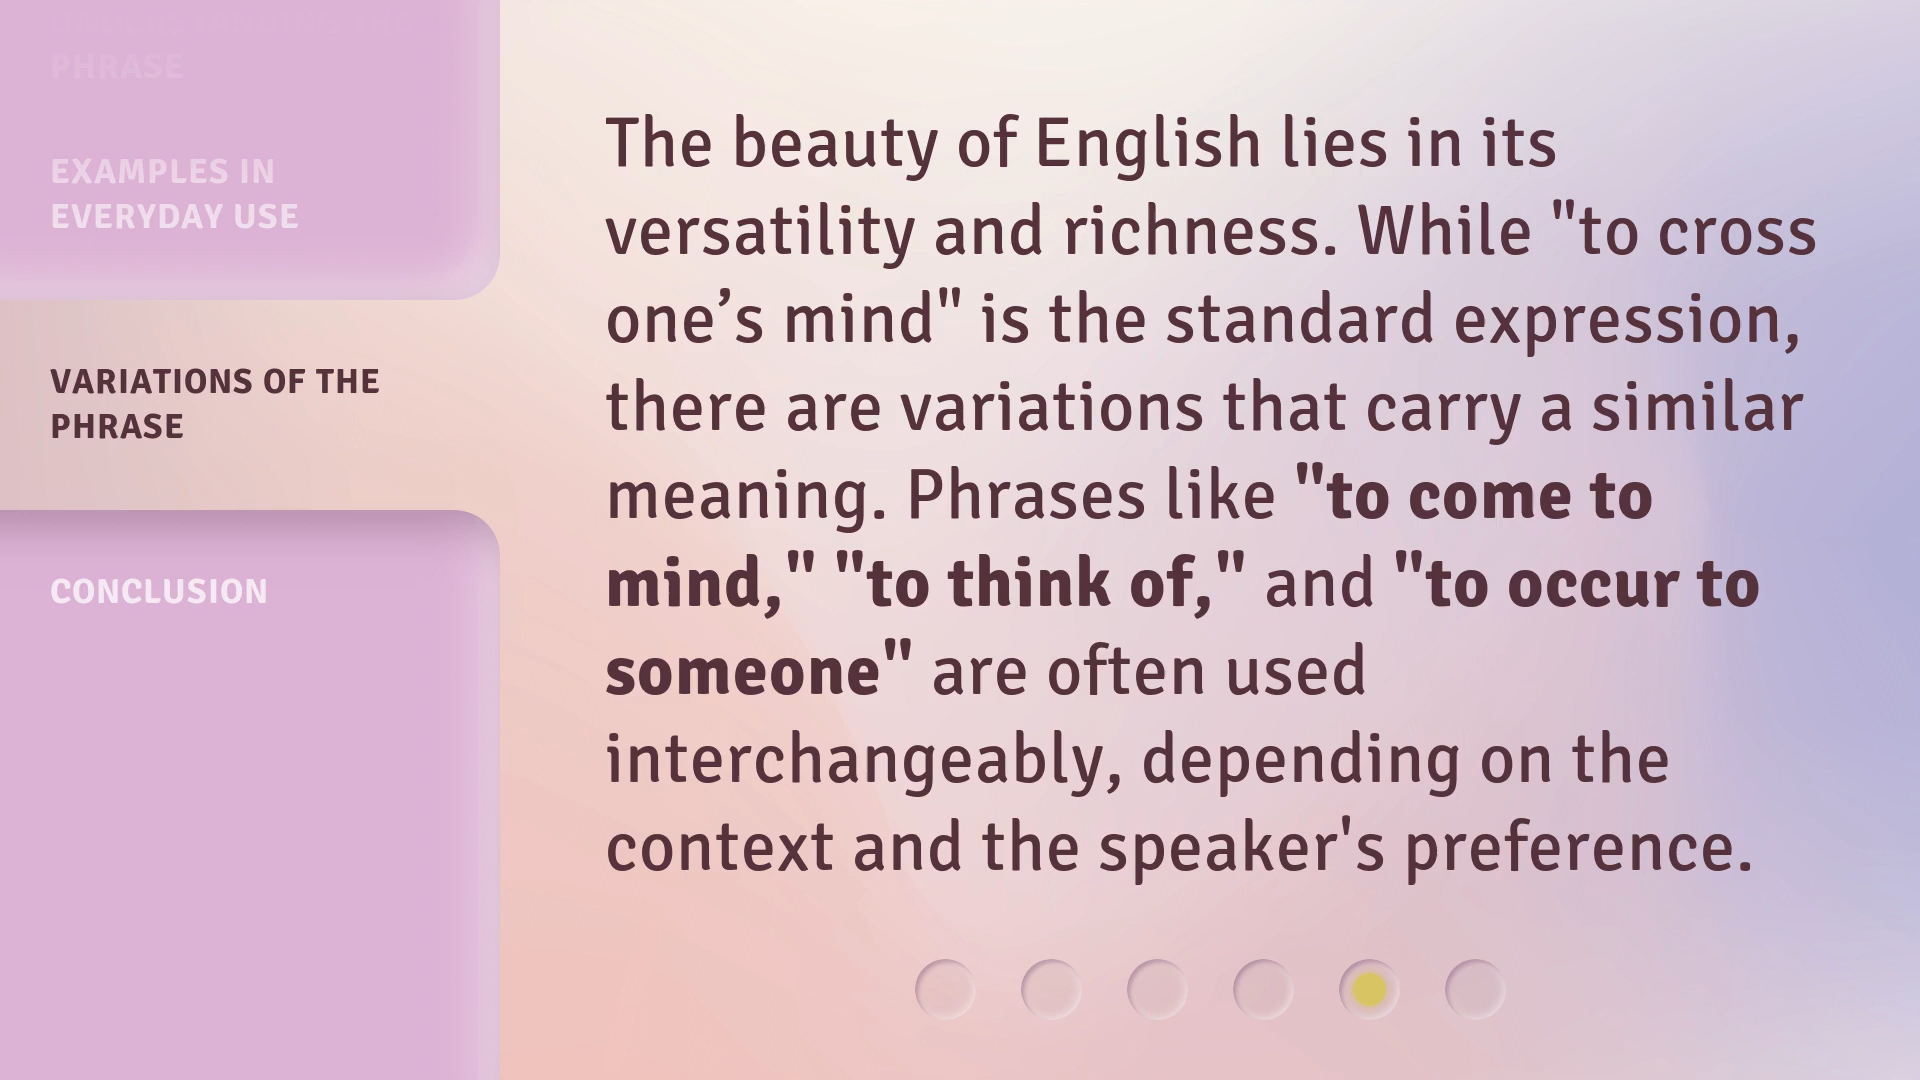 UNDERSTANDING THE
PHRASE
EXAMPLES IN
EVERYDAY USE
VARIATIONS OF THE
PHRASE
CONCLUSION
The beauty of English lies in its
versatility and richness. While "to cross
one’s mind" is the standard expression,
there are variations that carry a similar
meaning. Phrases like "to come to
mind," "to think of," and "to occur to
someone" are often used
interchangeably, depending on the
context and the speaker's preference.